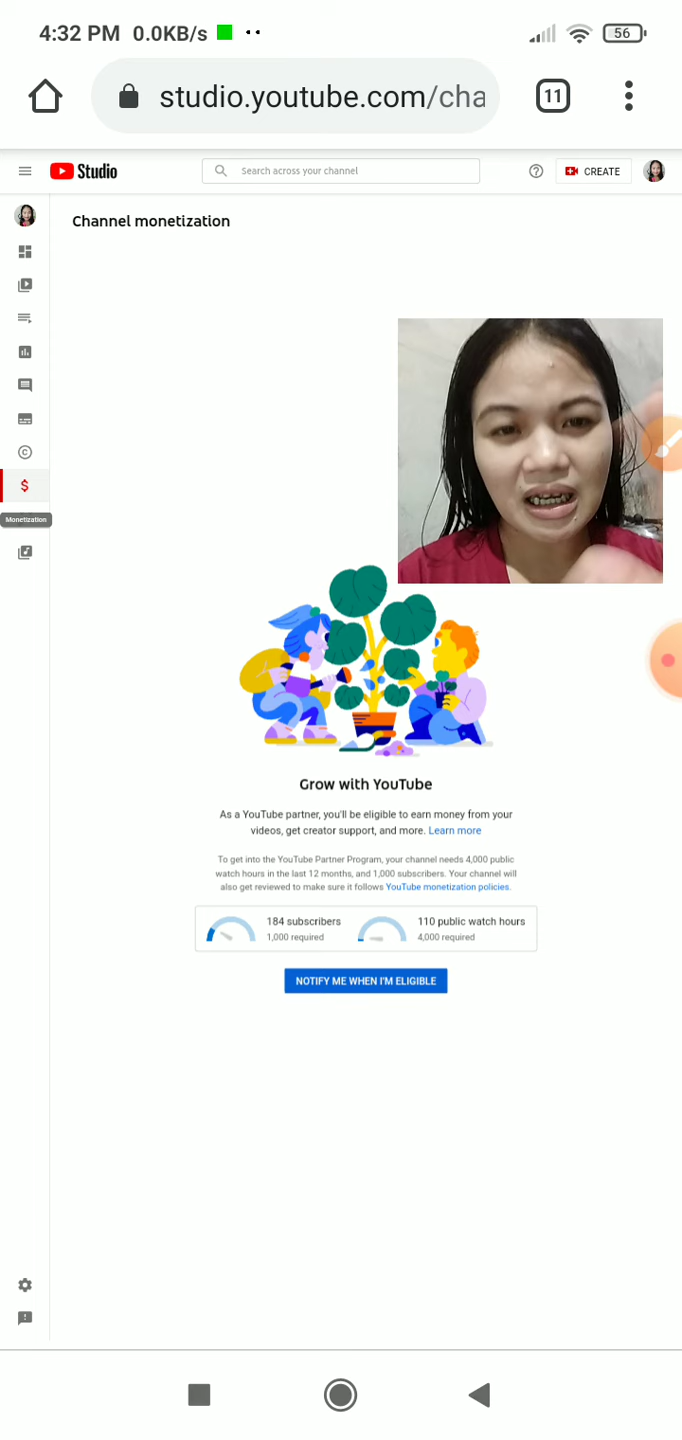 4:32 PM 0.0KB/s
56
studio.youtube.com/cha
11
Studio
Search across your channel
CREATE
Channel monetization
$
Monetization
Grow with YouTube
As a YouTube partner, you'll be eligible to earn money from your
videos, get creator support, and more. Learn more
To get into the YouTube Partner Program, your channel needs 4,000 public
watch hours in the last 12 months, and 1,000 subscribers. Your channel will
also get reviewed to make sure it follows YouTube monetization policies.
184 subscribers
1,000 required
110 public watch hours
4,000 required
NOTIFY ME WHEN I'M ELIGIBLE